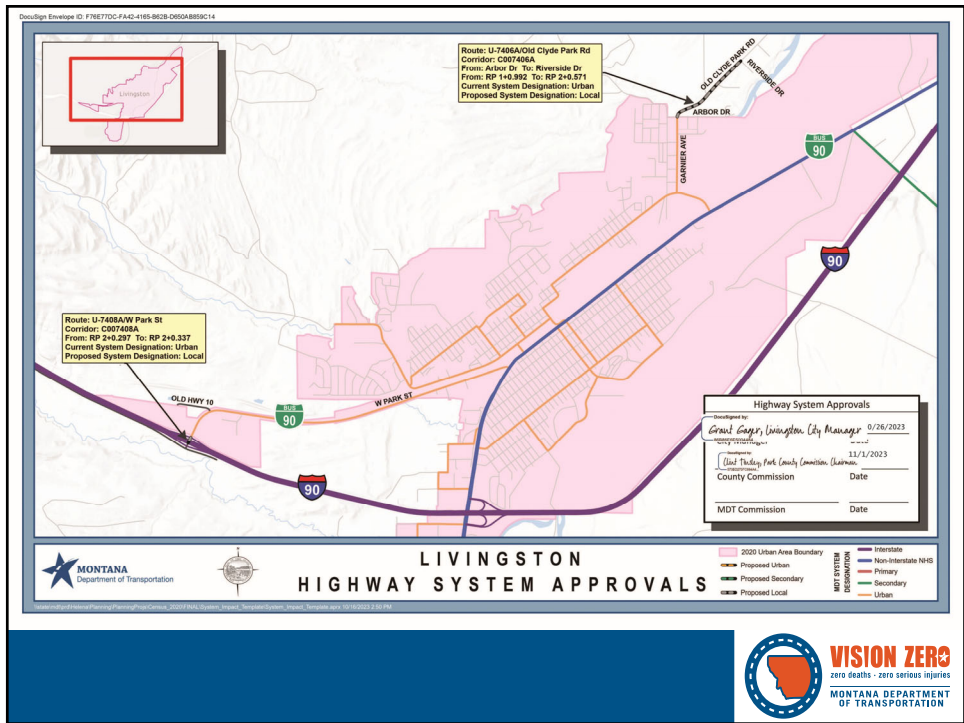 DocuSign Envelope ID: F76E77DC-FA42-4165-B62B-D650AB859C14
Livingston
Route: U-7406A/Old Clyde Park Rd
Corridor: C007406A
From: Arbor Dr To: Riverside Dr
From: RP 1+0.992 To: RP 2+0.571
Current System Designation: Urban
Proposed System Designation: Local
OLD CLYDE PARK RD
RIVERSIDE DR
ARBOR DR
GARNIER AVE
BUS
90
90
Route: U-7408A/W Park St
Corridor: C007408A
From: RP 2+0.297 To: RP 2+0.337
Current System Designation: Urban
Proposed System Designation: Local
OLD HWY 10
BUS
90
W PARK ST
90
Highway System Approvals
DocuSigned by:
Grant Gager, Livingston City Manager 0/26/2023
City Manager Date
DocuSigned by:
11/1/2023
County Commission Date
MDT Commission Date
MONTANA
Department of Transportation
LIVINGSTON
HIGHWAY SYSTEM APPROVALS
2020 Urban Area Boundary
Proposed Urban
Proposed Secondary
Proposed Local
MDT SYSTEM
DESIGNATION
Interstate
Non-Interstate NHS
Primary
Secondary
Urban
VISION ZERO
zero deaths - zero serious injuries
MONTANA DEPARTMENT
OF TRANSPORTATION